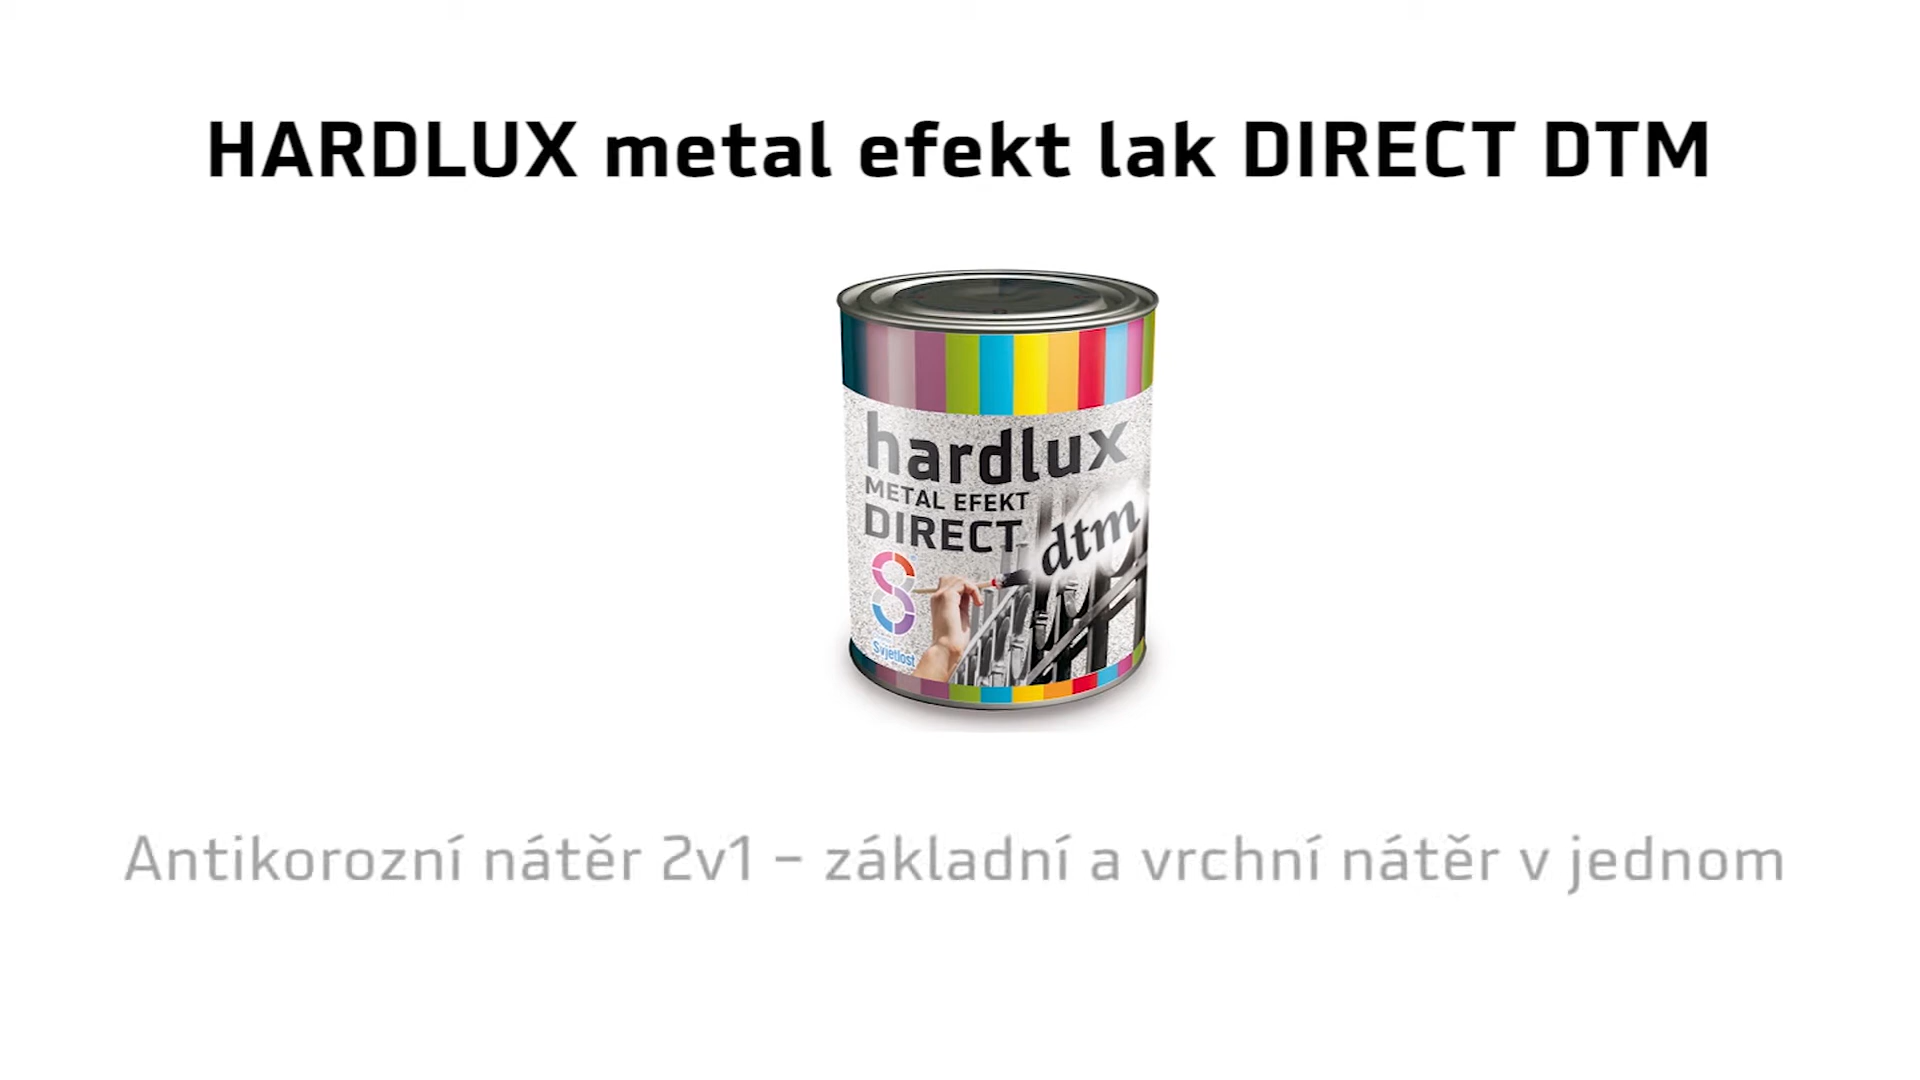 HARDLUX metal efekt lak DIRECT DTM
hardlux
METAL EFEKT
DIRECT
dtm
Svjetlost
Antikorozní nátěr 2v1 – základní a vrchní nátěr v jednom